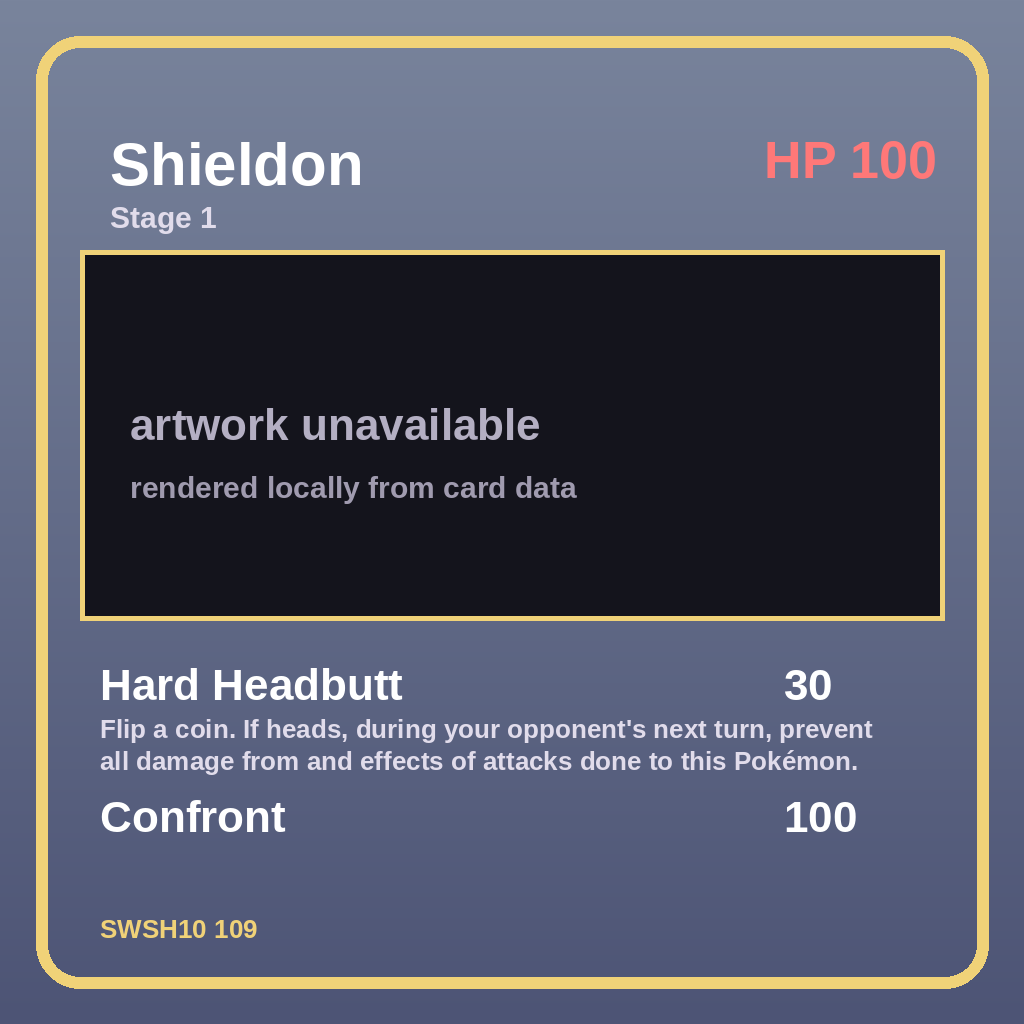 Shieldon
HP 100
Stage 1
artwork unavailable
rendered locally from card data
Hard Headbutt 30
Flip a coin. If heads, during your opponent's next turn, prevent
all damage from and effects of attacks done to this Pokémon.
Confront 100
SWSH10 109